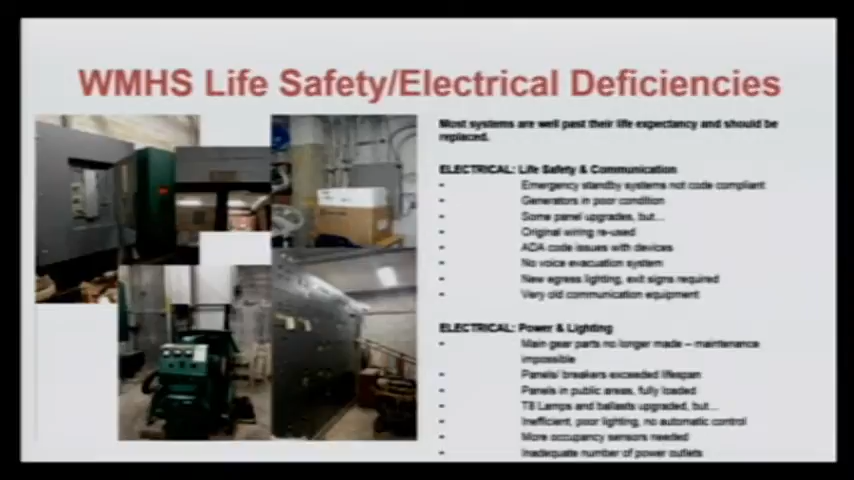 WMHS Life Safety/Electrical Deficiencies
Most systems are well past their life expectancy and should be
replaced.
ELECTRICAL: Life Safety & Communication
Emergency standby systems not code compliant
Generators in poor condition
Some panel upgrades, but...
Original wiring re-used
ADA code issues with devices
No voice evacuation system
New egress lighting, exit signs required
Very old communication equipment
ELECTRICAL: Power & Lighting
Main gear parts no longer made – maintenance
impossible
Panels/ breakers exceeded lifespan
Panels in public areas, fully loaded
T8 Lamps and ballasts upgraded, but...
Inefficient, poor lighting, no automatic control
More occupancy sensors needed
Inadequate number of power outlets